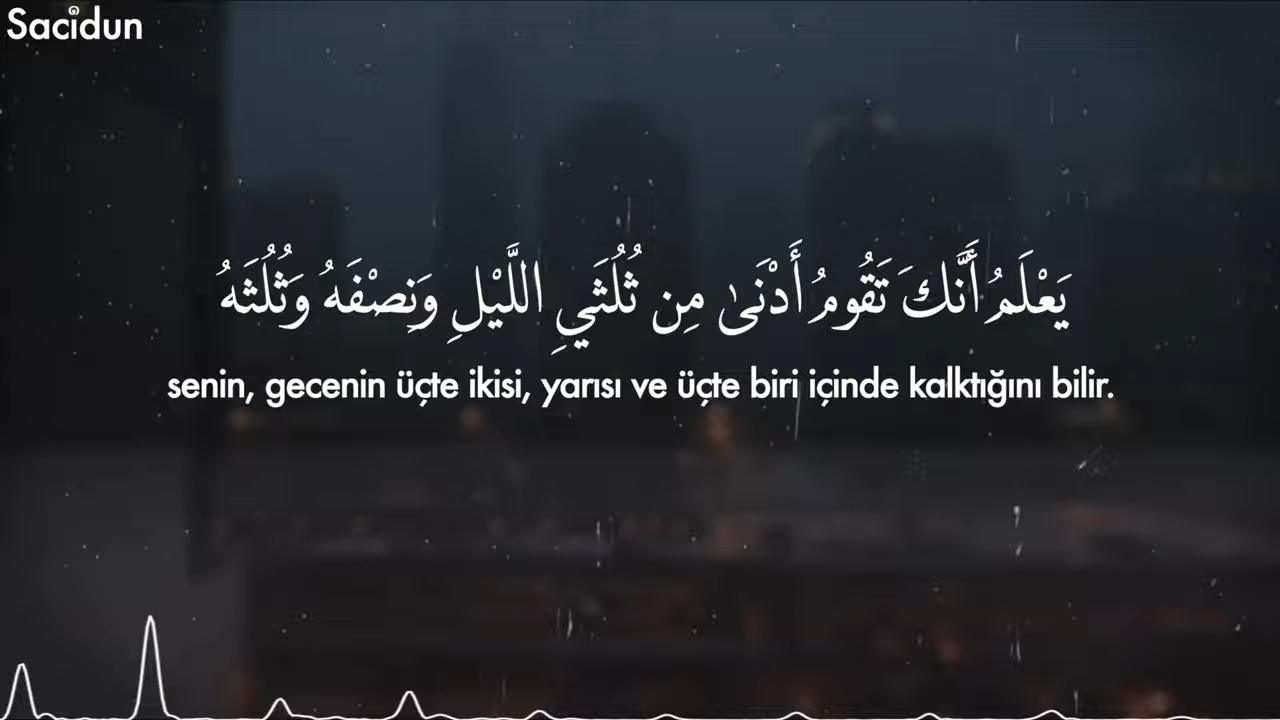 Sacidun
يَعْلَمُ أَنَّكَ تَقُومُ أَدْنَىٰ مِن ثُلُثَيِ اللَّيْلِ وَنِصْفَهُ وَثُلُثَهُ
senin, gecenin üçte ikisi, yarısı ve üçte biri içinde kalktığını bilir.